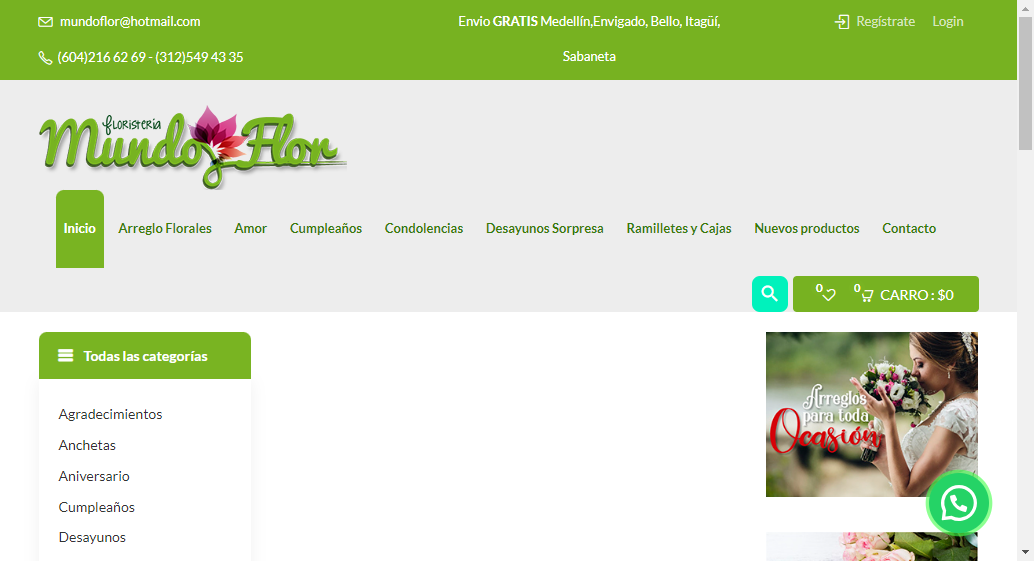 mundoflor@hotmail.com
(604)216 62 69 - (312)549 43 35
Envio GRATIS Medellín,Envigado, Bello, Itagüí,
Sabaneta
Regístrate
Login
floristería
Mundo Flor
Inicio
Arreglo Florales
Amor
Cumpleaños
Condolencias
Desayunos Sorpresa
Ramilletes y Cajas
Nuevos productos
Contacto
0
0
CARRO : $0
Todas las categorías
Agradecimientos
Anchetas
Aniversario
Cumpleaños
Desayunos
Arreglos
para toda
Ocasión